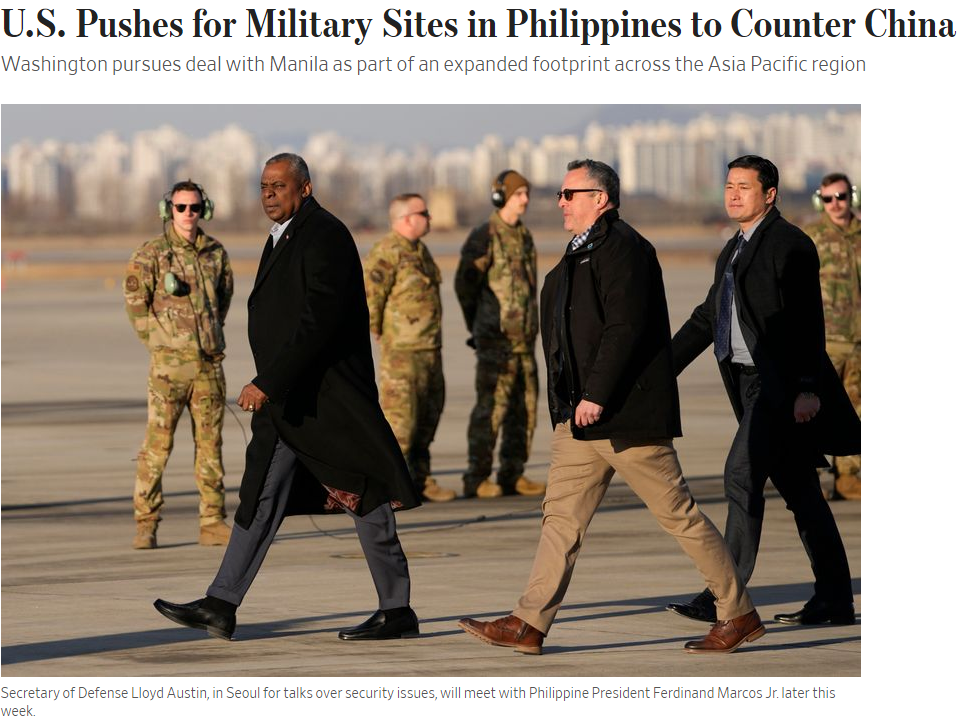 U.S. Pushes for Military Sites in Philippines to Counter China
Washington pursues deal with Manila as part of an expanded footprint across the Asia Pacific region
Secretary of Defense Lloyd Austin, in Seoul for talks over security issues, will meet with Philippine President Ferdinand Marcos Jr. later this
week.